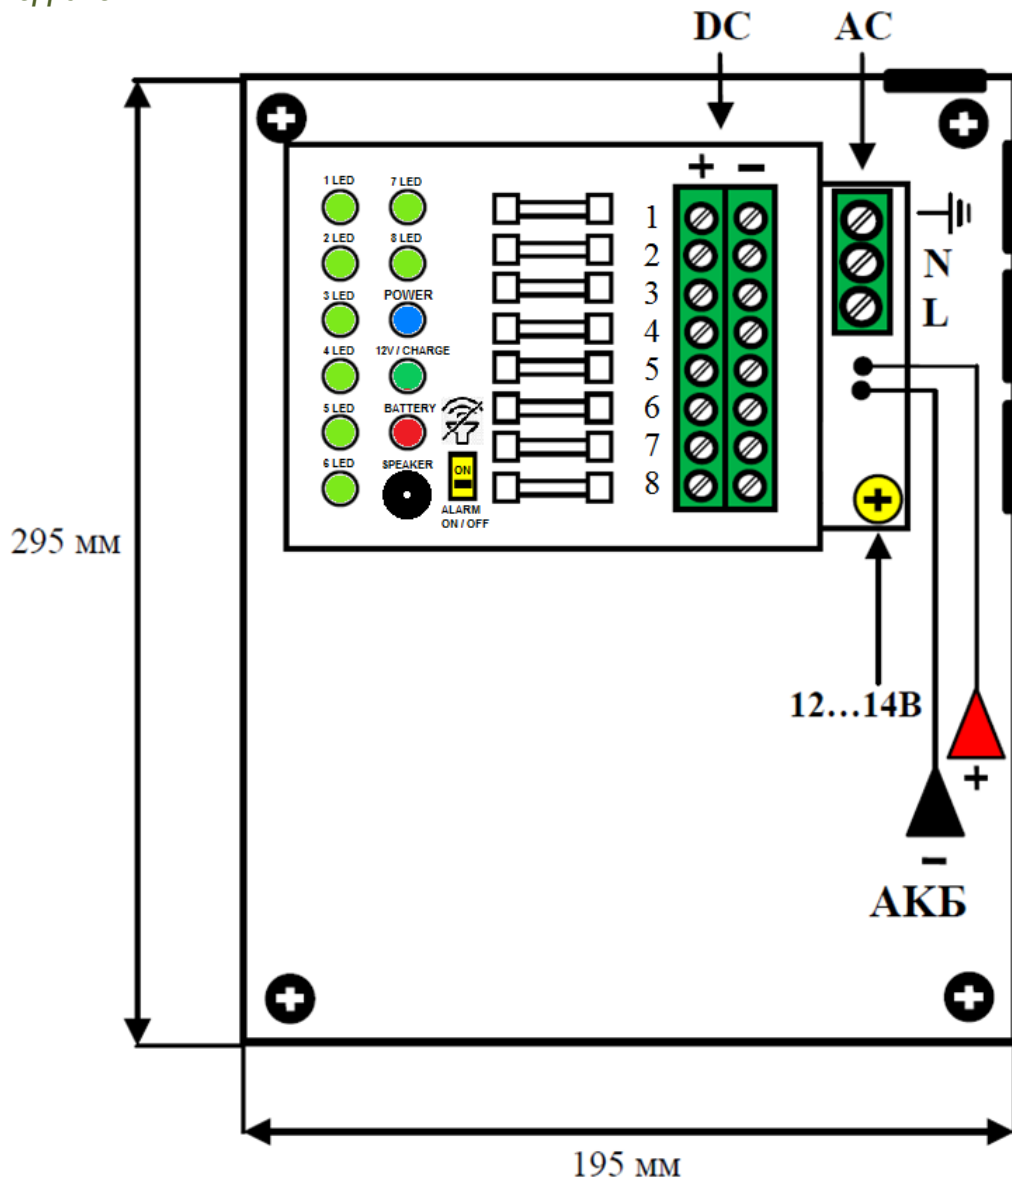 DC AC
+ −
1 LED 7 LED
2 LED 8 LED
3 LED POWER
4 LED 12V / CHARGE
5 LED BATTERY
6 LED SPEAKER
ON
ALARM
ON / OFF
1
2
3
4
5
6
7
8
N
L
295 мм
12...14В
+
−
АКБ
195 мм